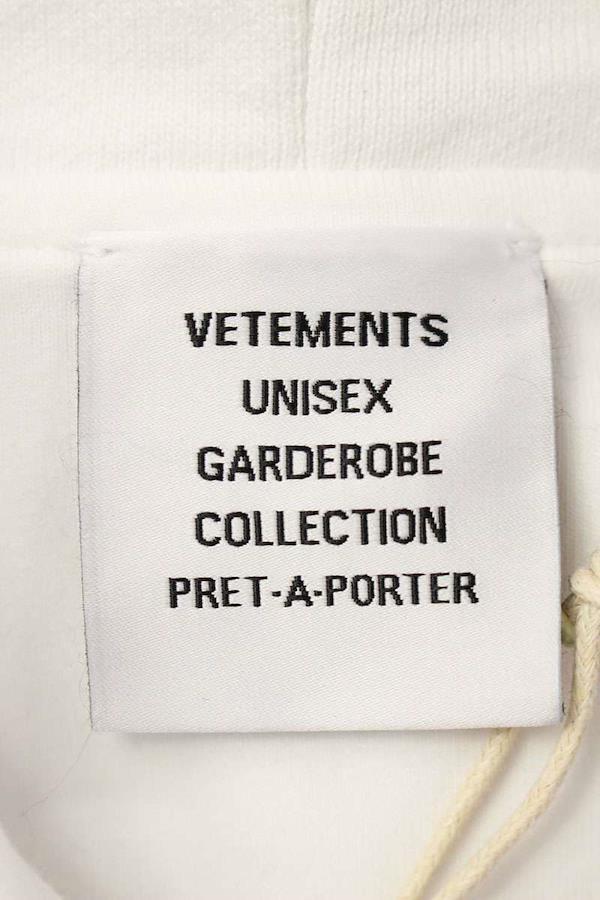 VETEMENTS
UNISEX
GARDEROBE
COLLECTION
PRET-A-PORTER